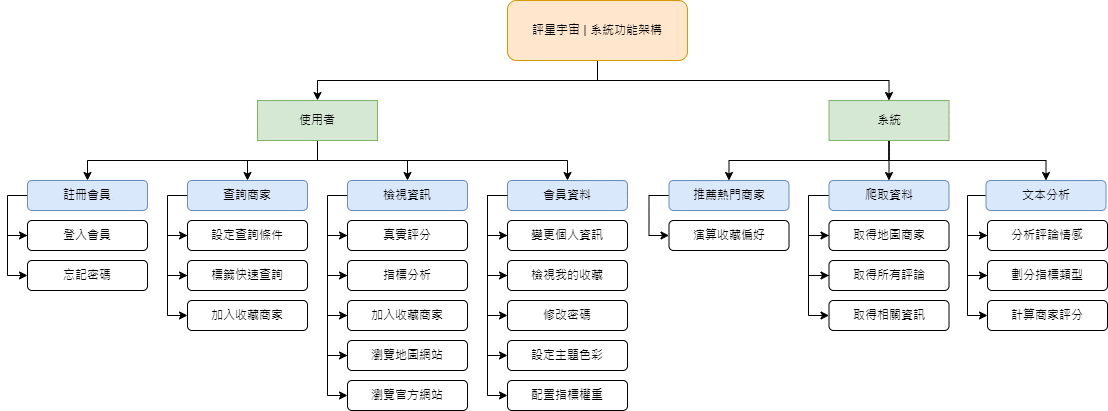 評星宇宙 | 系統功能架構
使用者
系統
註冊會員
查詢商家
檢視資訊
會員資料
推薦熱門商家
爬取資料
文本分析
登入會員
設定查詢條件
真實評分
變更個人資訊
演算收藏偏好
取得地圖商家
分析評論情感
忘記密碼
標籤快速查詢
指標分析
檢視我的收藏
取得所有評論
劃分指標類型
加入收藏商家
加入收藏商家
修改密碼
取得相關資訊
計算商家評分
瀏覽地圖網站
設定主題色彩
瀏覽官方網站
配置指標權重